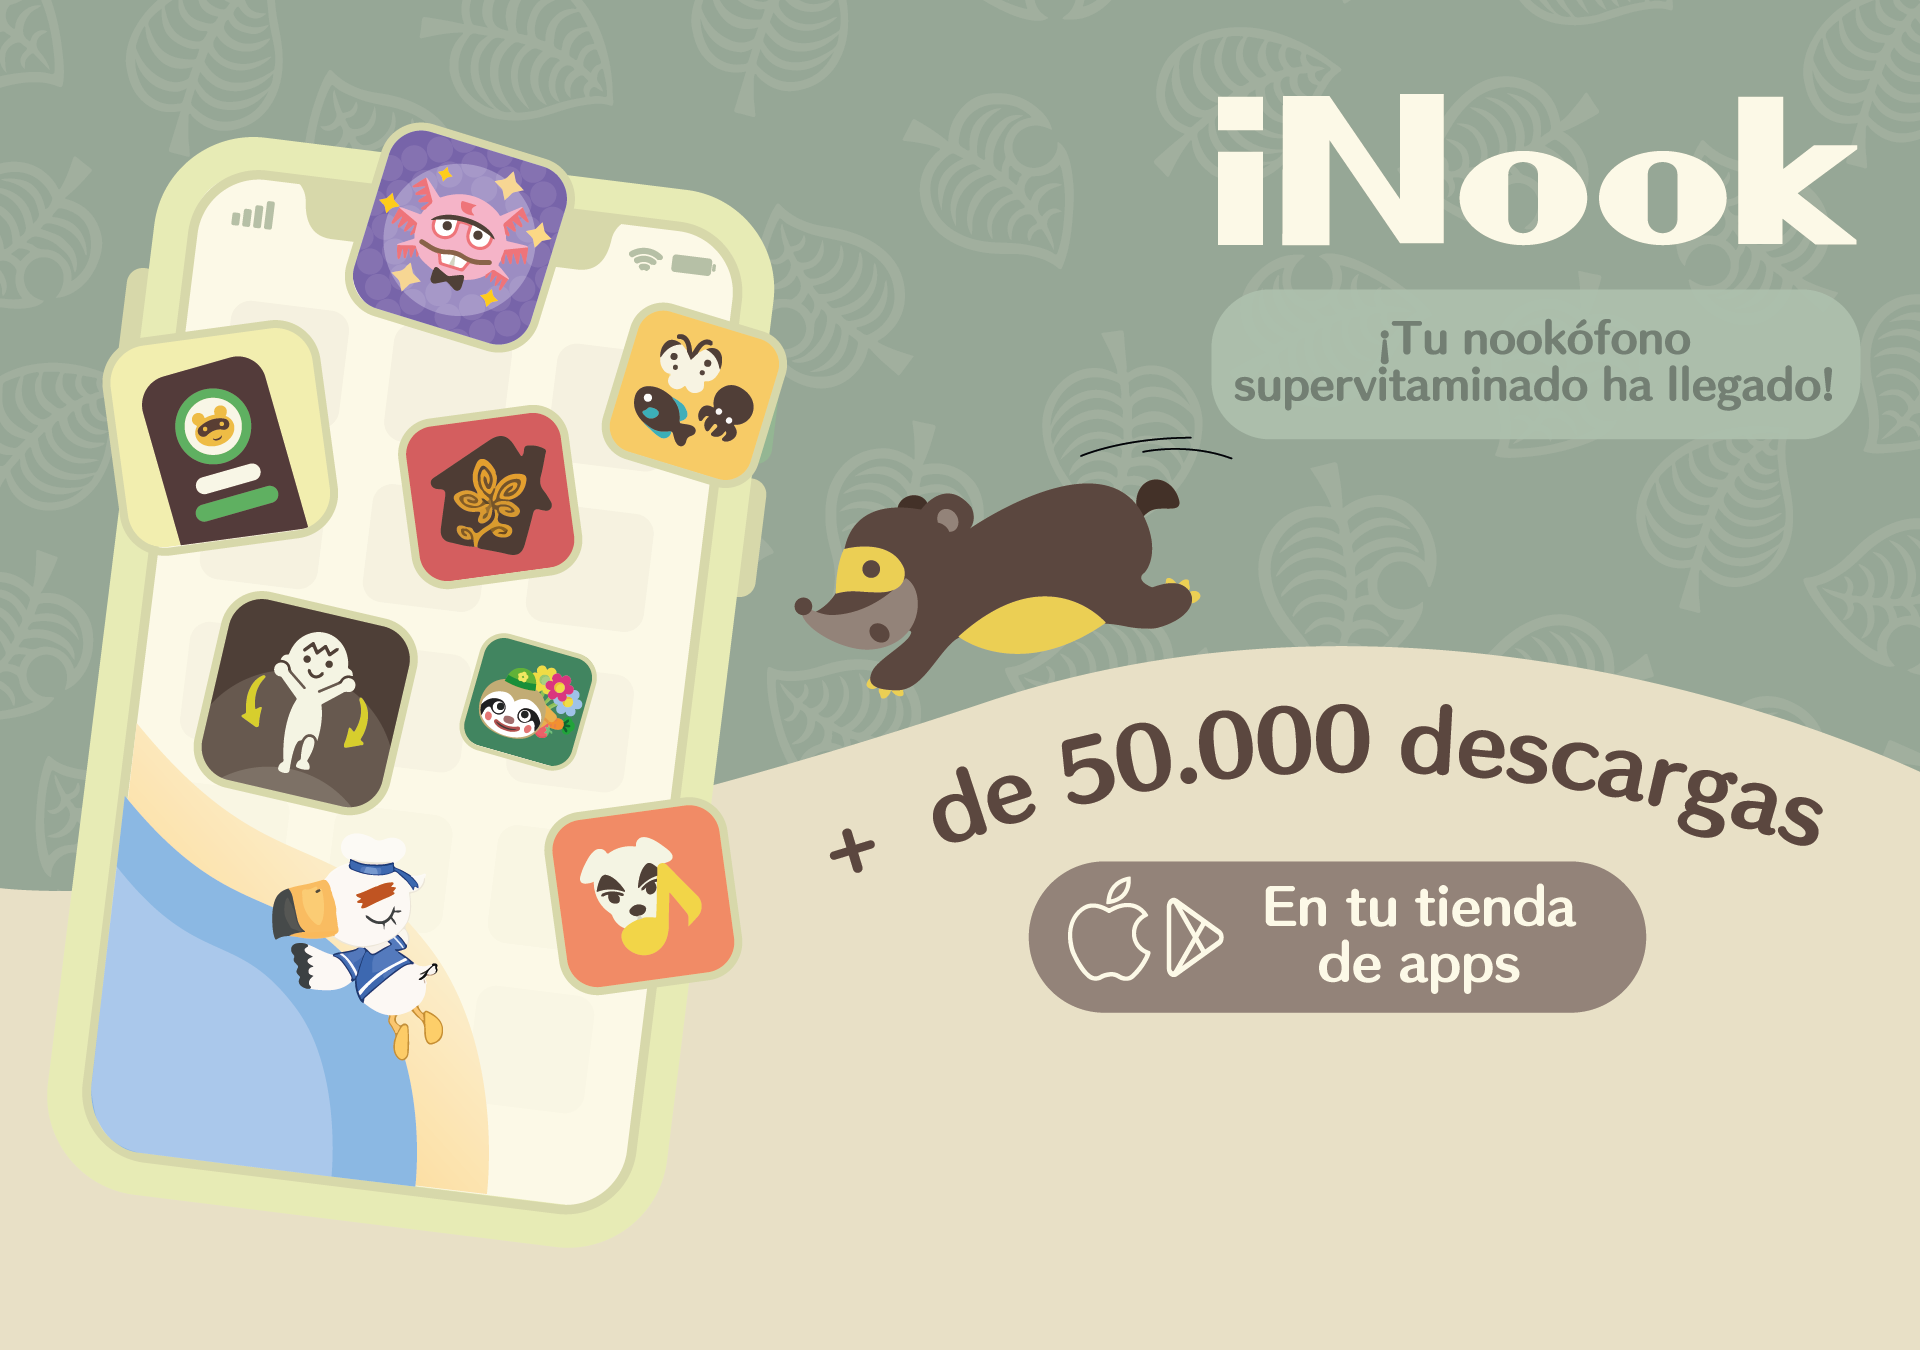 iNook
¡Tu nookófono
supervitaminado ha llegado!
+ de 50.000 descargas
En tu tienda
de apps